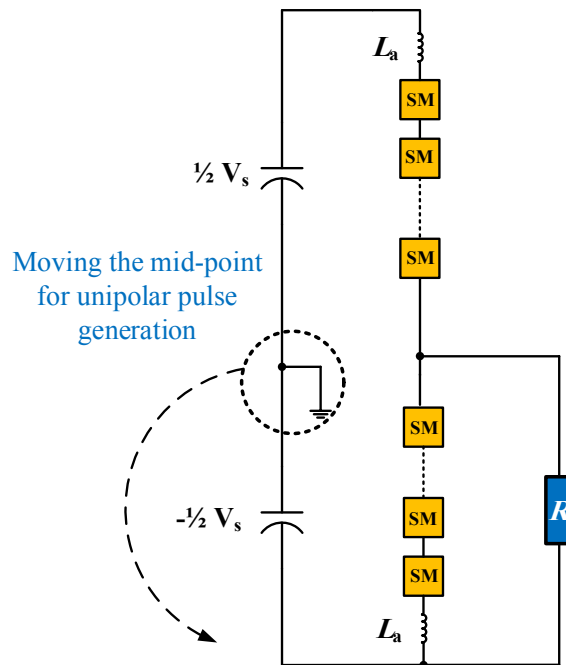 Lₐ
SM
SM
½ Vₛ
SM
Moving the mid-point
for unipolar pulse
generation
SM
R
-½ Vₛ
SM
SM
Lₐ